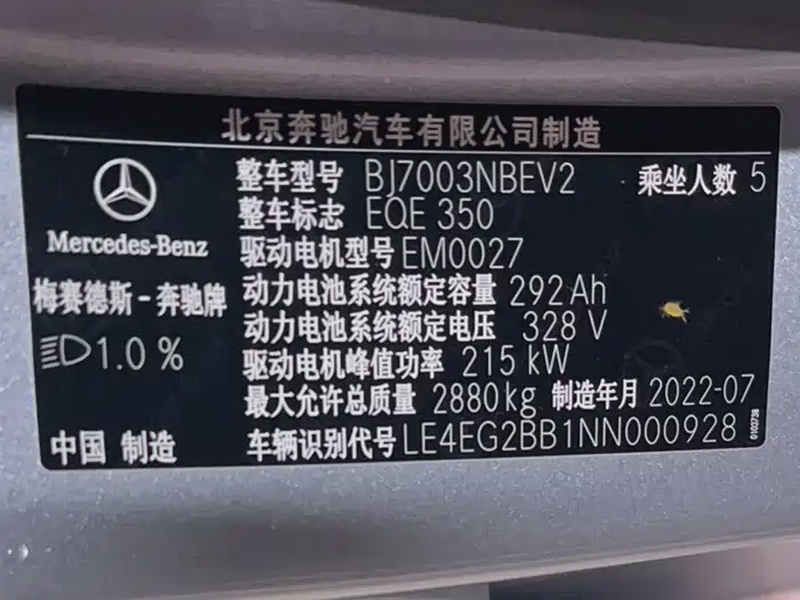 北京奔驰汽车有限公司制造
整车型号 BJ7003NBEV2 乘坐人数 5
整车标志 EQE 350
Mercedes-Benz
驱动电机型号 EM0027
梅赛德斯-奔驰牌
动力电池系统额定容量 292Ah
动力电池系统额定电压 328 V
1.0 %
驱动电机峰值功率 215 kW
最大允许总质量 2880kg 制造年月 2022-07
中国 制造
车辆识别代号 LE4EG2BB1NN000928
0103738